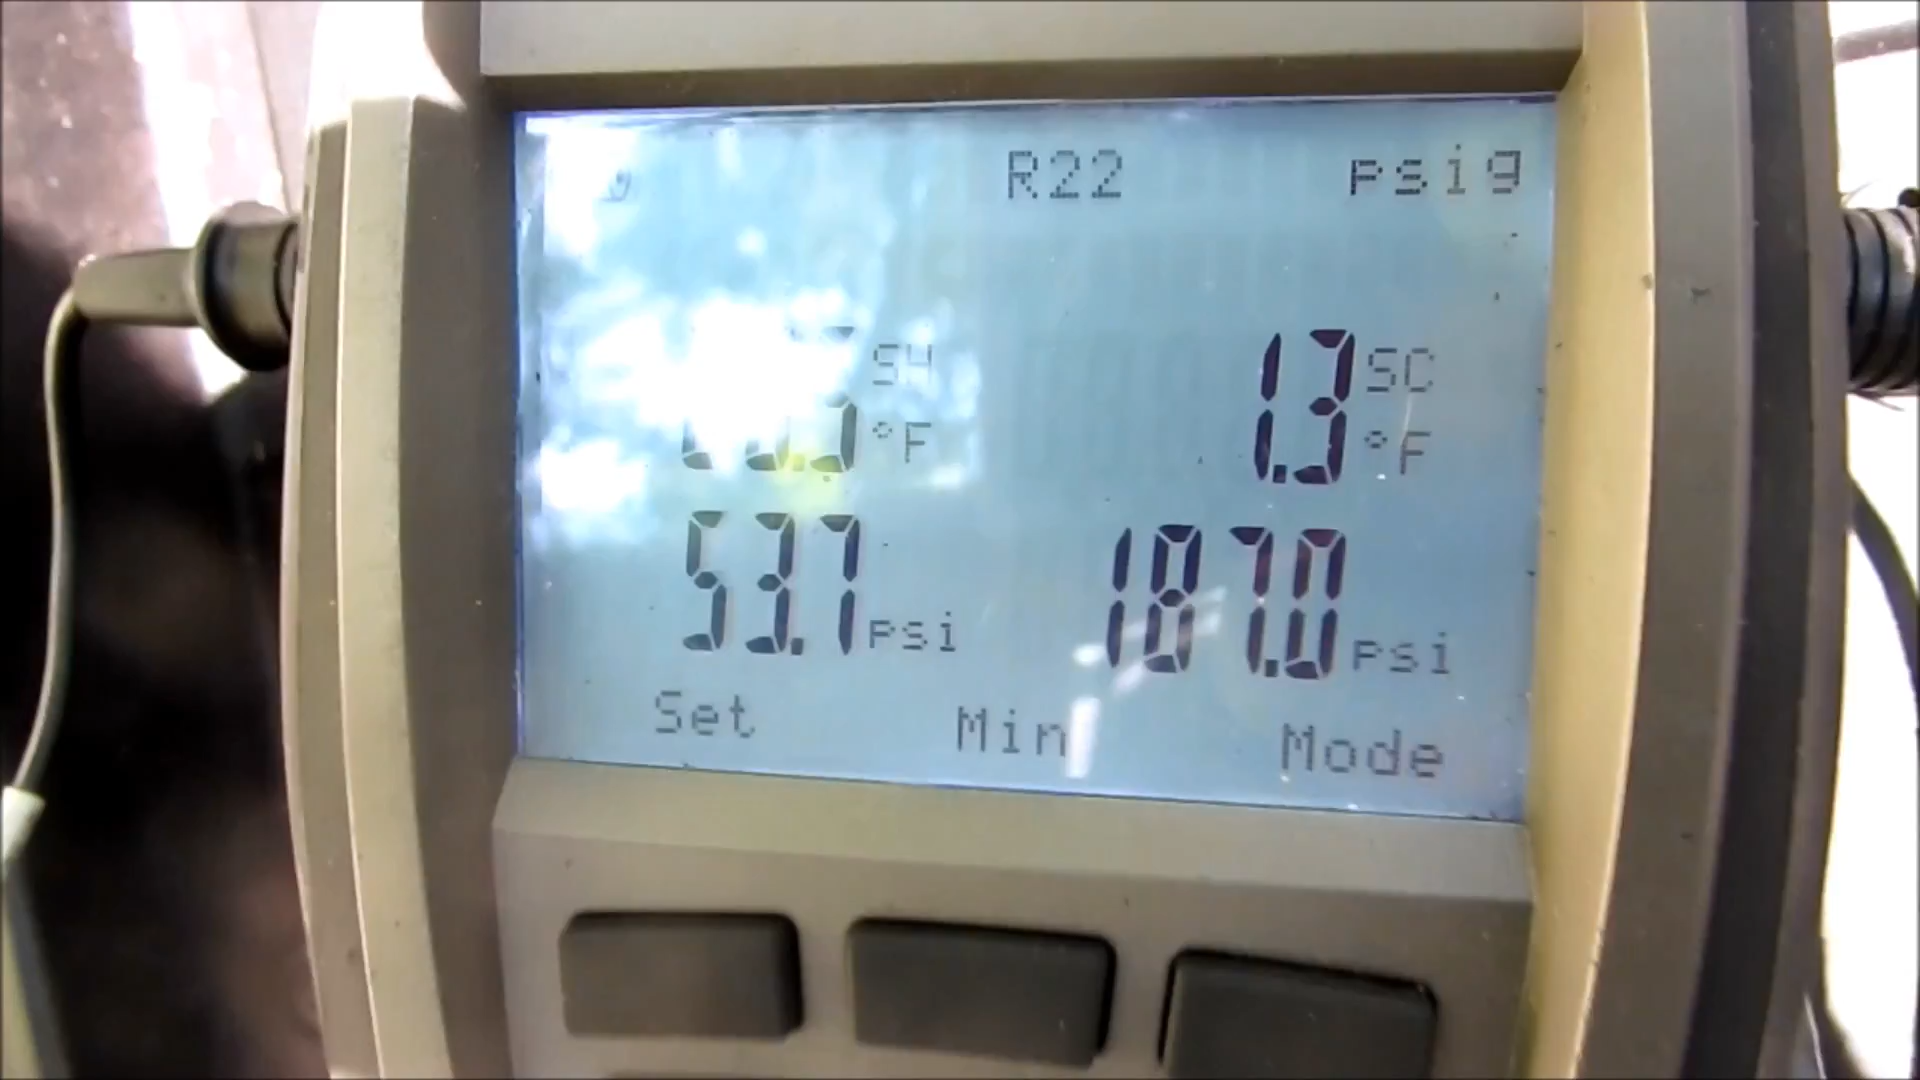 R22 psig
SH 1.3 SC
°F °F
53.7 psi 187.0 psi
Set Min Mode